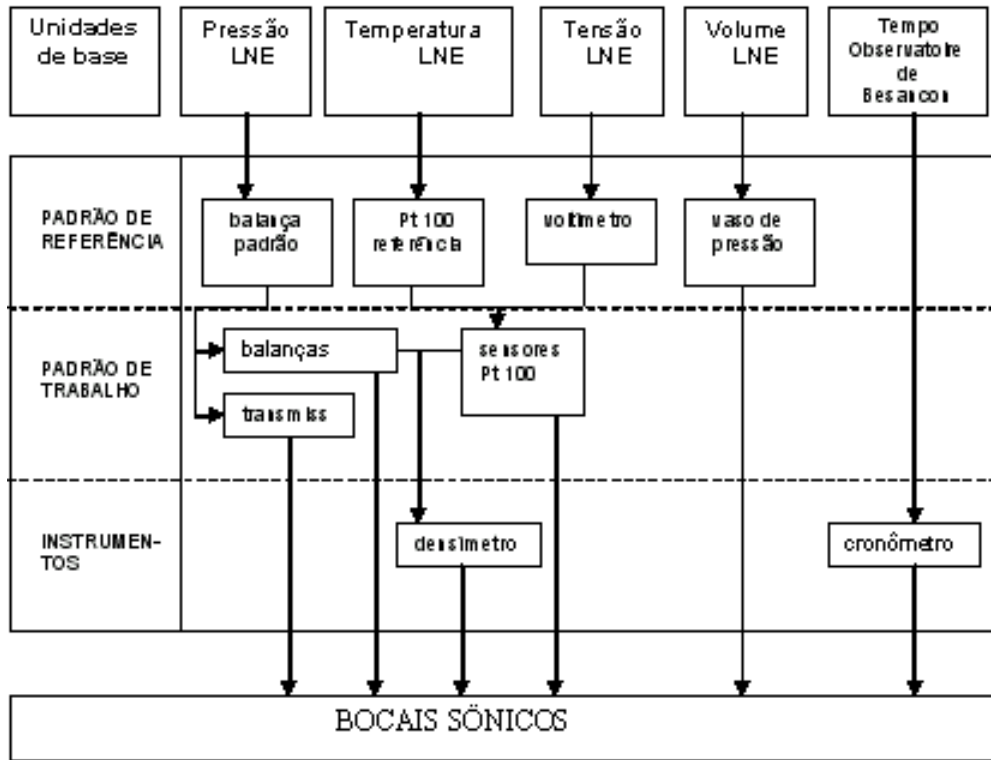 Unidades
de base
Pressão
LNE
Temperatura
LNE
Tensão
LNE
Volume
LNE
Tempo
Observatoire
de
Besancon
PADRÃO DE
REFERÊNCIA
balança
padrão
Pt 100
referência
voltímetro
vaso de
pressão
PADRÃO DE
TRABALHO
balanças
transmiss
sensores
Pt 100
INSTRUMEN-
TOS
densímetro
cronômetro
BOCAIS SÔNICOS